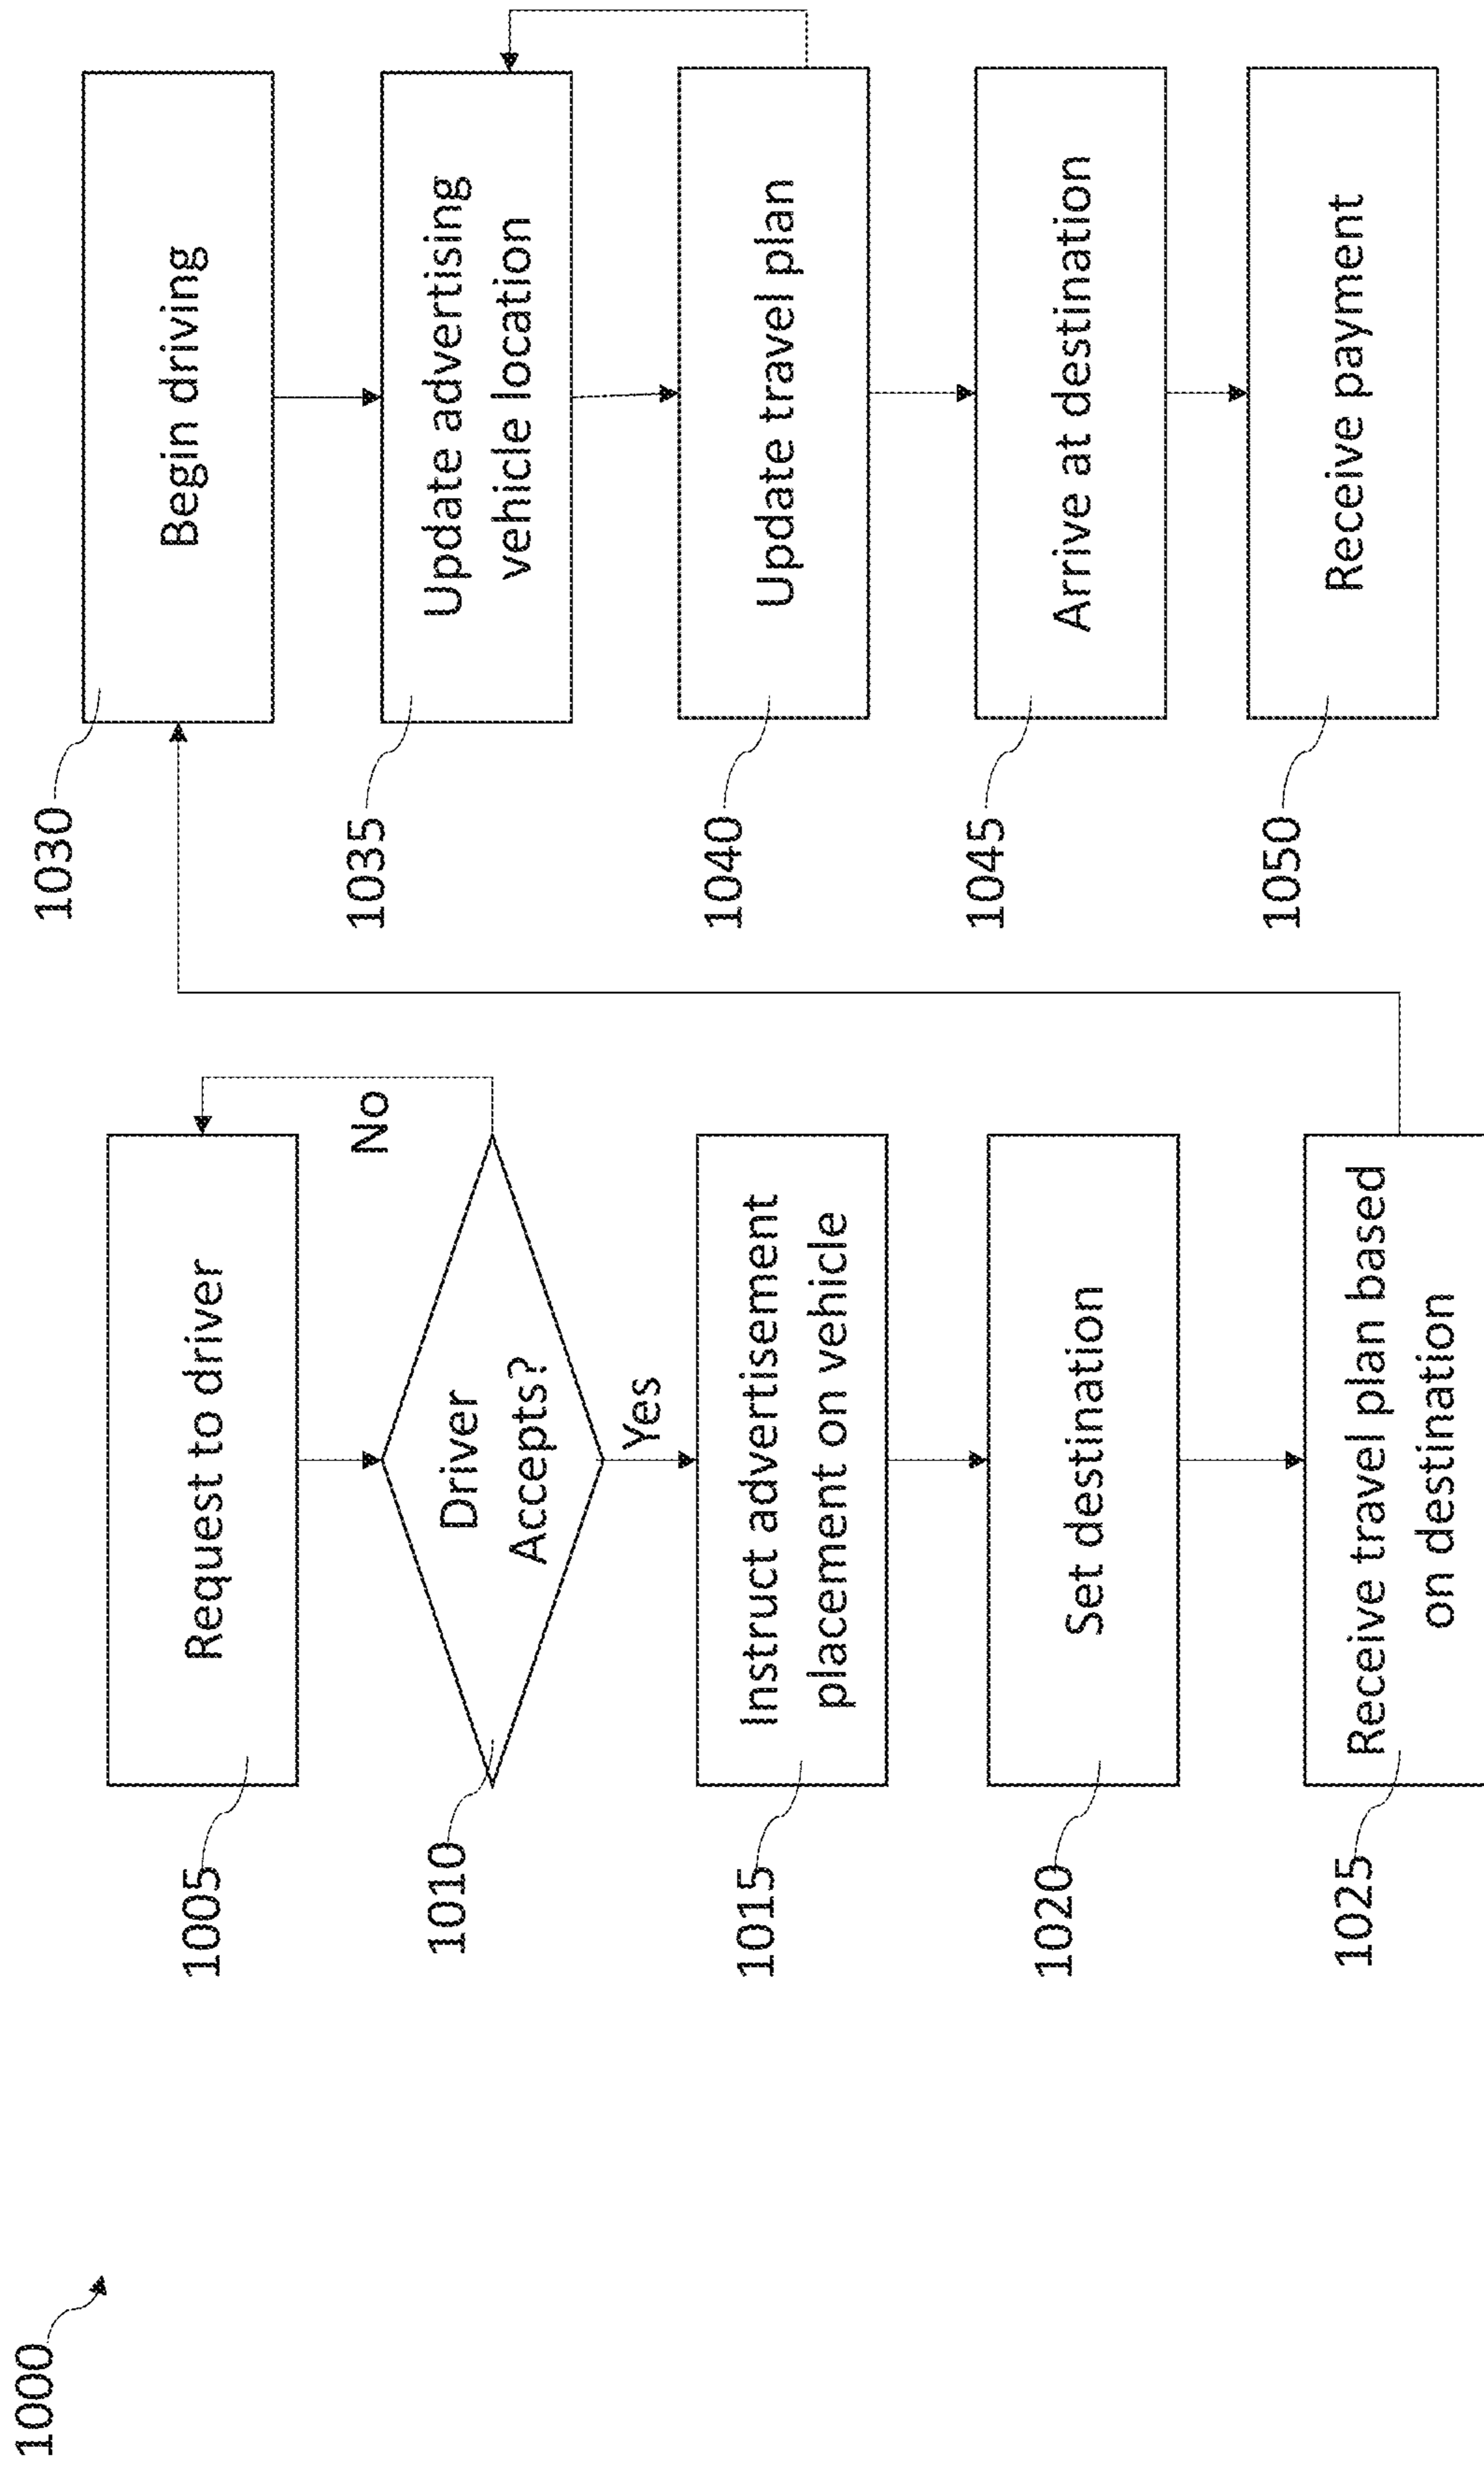 1000
1005
Request to driver
No
1010
Driver
Accepts?
Yes
1015
Instruct advertisement
placement on vehicle
1020
Set destination
1025
Receive travel plan based
on destination
1030
Begin driving
1035
Update advertising
vehicle location
1040
Update travel plan
1045
Arrive at destination
1050
Receive payment